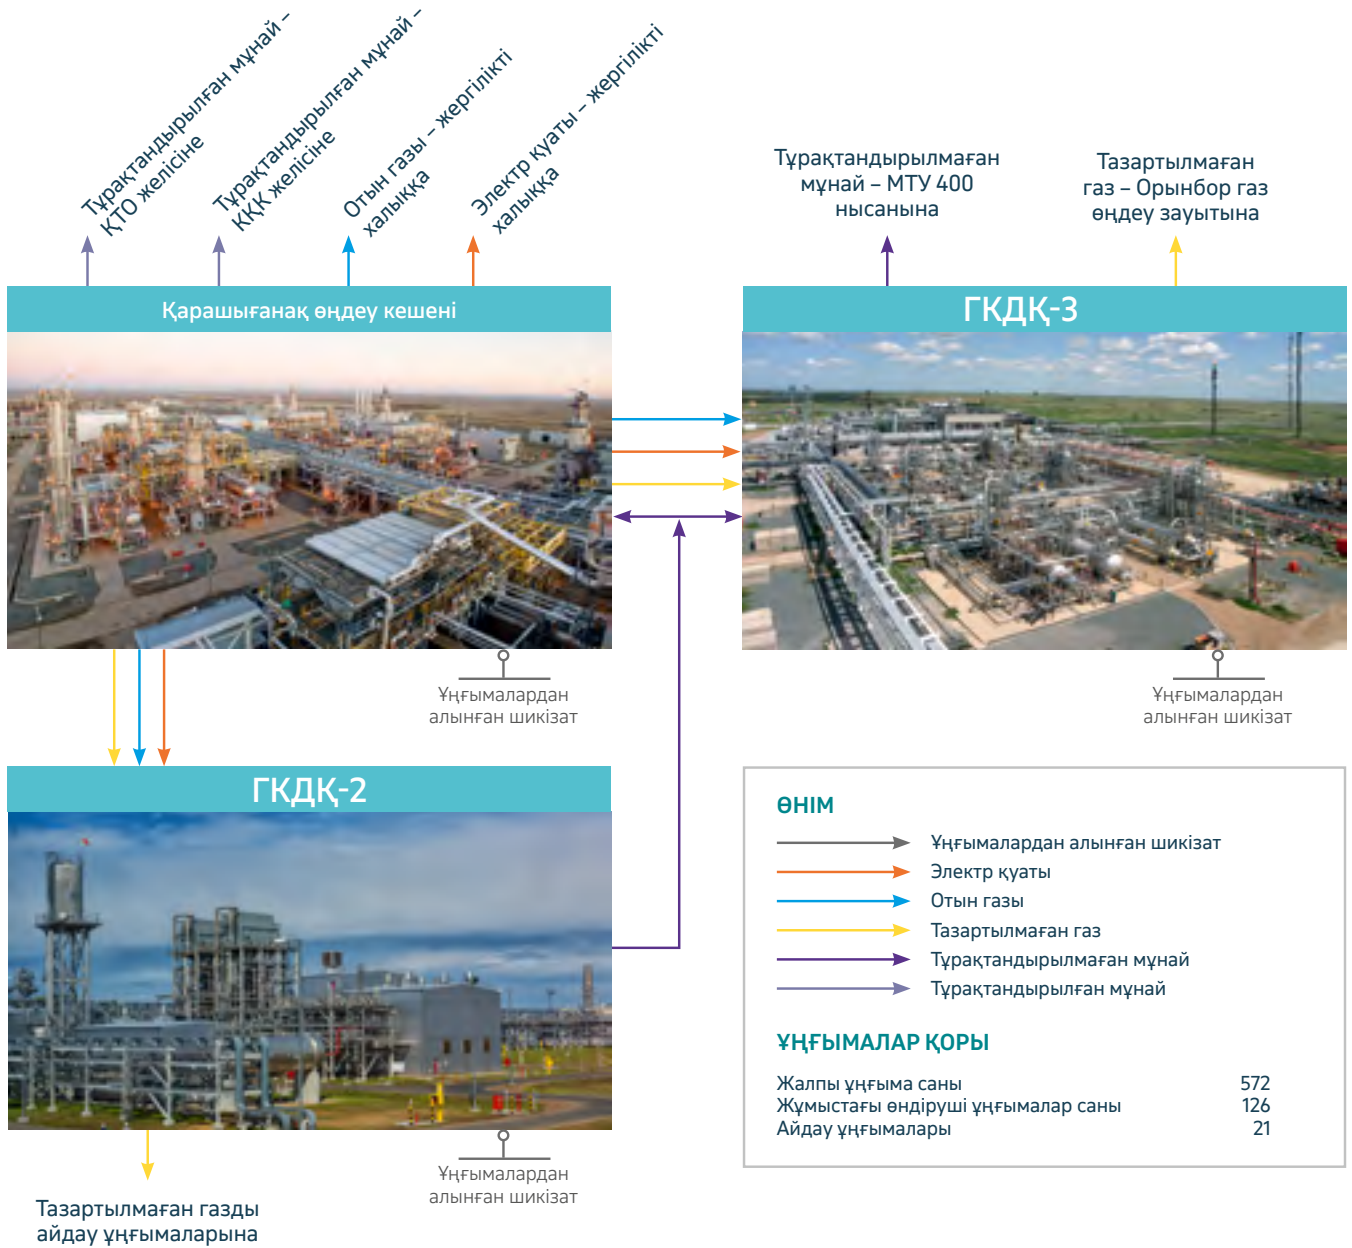 Тұрақтандырылған мұнай –
ҚТО желісіне
Тұрақтандырылған мұнай –
КҚК желісіне
Отын газы – жергілікті
халыққа
Электр қуаты – жергілікті
халыққа
Тұрақтандырылмаған
мұнай – МТУ 400
нысанына
Тазартылмаған
газ – Орынбор газ
өңдеу зауытына
Қарашығанақ өңдеу кешені
ГКДҚ-3
Ұңғымалардан
алынған шикізат
Ұңғымалардан
алынған шикізат
ГКДҚ-2
Ұңғымалардан
алынған шикізат
Тазартылмаған газды
айдау ұңғымаларына
ӨНІМ
Ұңғымалардан алынған шикізат
Электр қуаты
Отын газы
Тазартылмаған газ
Тұрақтандырылмаған мұнай
Тұрақтандырылған мұнай
ҰҢҒЫМАЛАР ҚОРЫ
Жалпы ұңғыма саны 572
Жұмыстағы өндіруші ұңғымалар саны 126
Айдау ұңғымалары 21